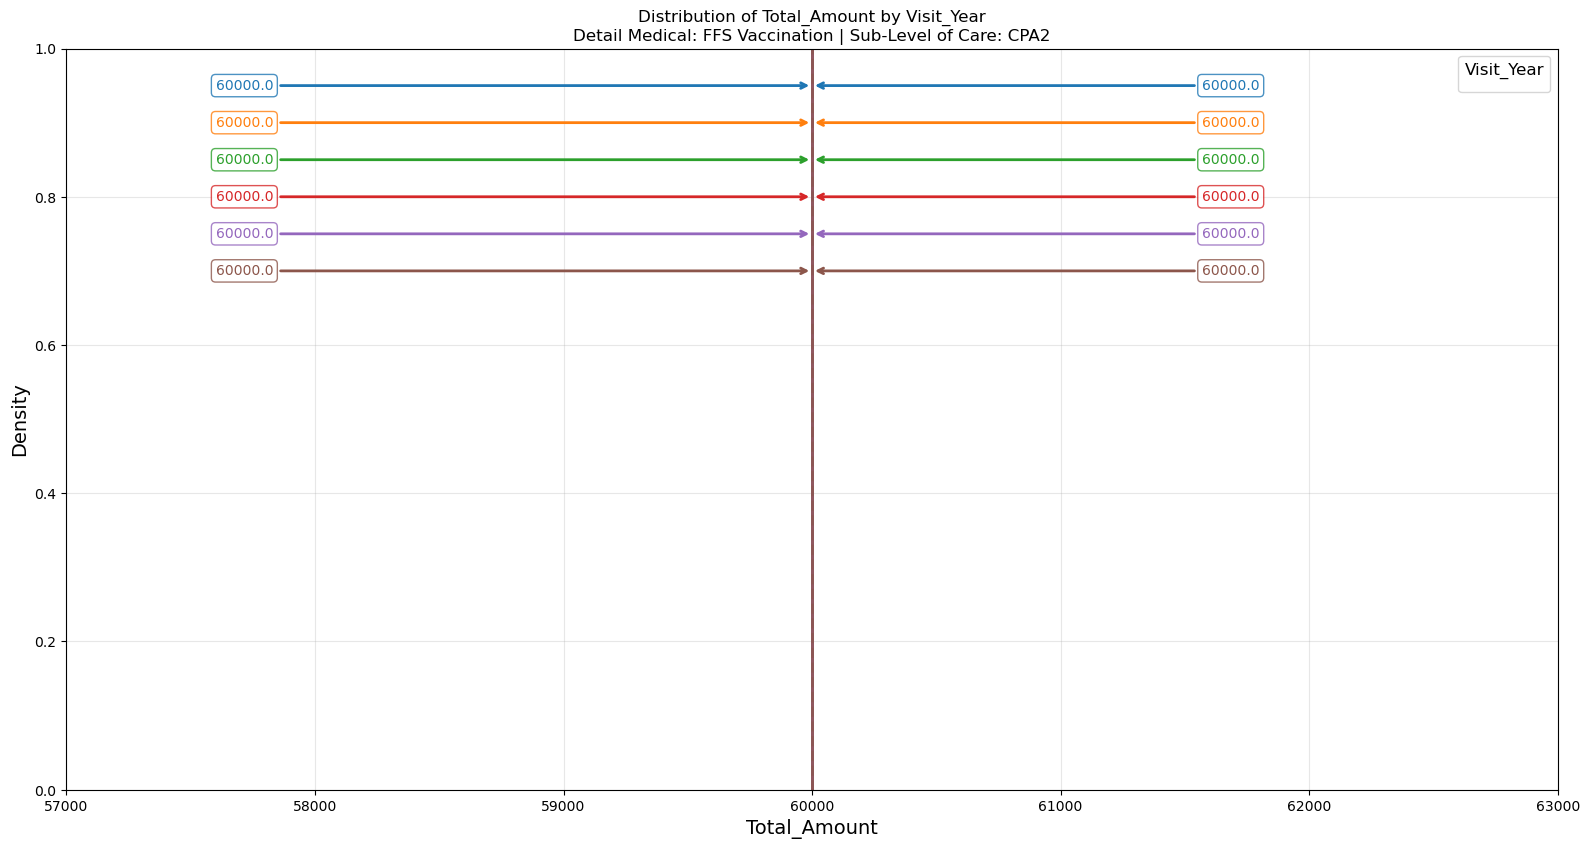 Distribution of Total_Amount by Visit_Year
Detail Medical: FFS Vaccination | Sub-Level of Care: CPA2
1.0
Visit_Year
60000.0 60000.0
60000.0 60000.0
60000.0 60000.0
0.8 60000.0 60000.0
60000.0 60000.0
60000.0 60000.0
0.6
Density
0.4
0.2
0.0
57000 58000 59000 60000 61000 62000 63000
Total_Amount